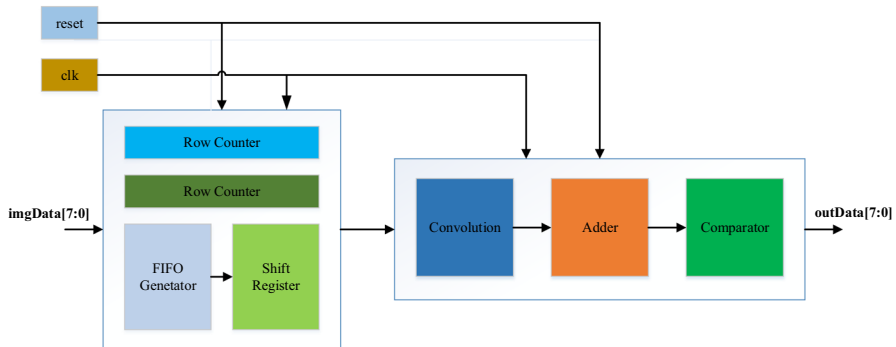 reset
clk
Row Counter
Row Counter
imgData[7:0]
FIFO
Genetator
Shift
Register
Convolution
Adder
Comparator
outData[7:0]